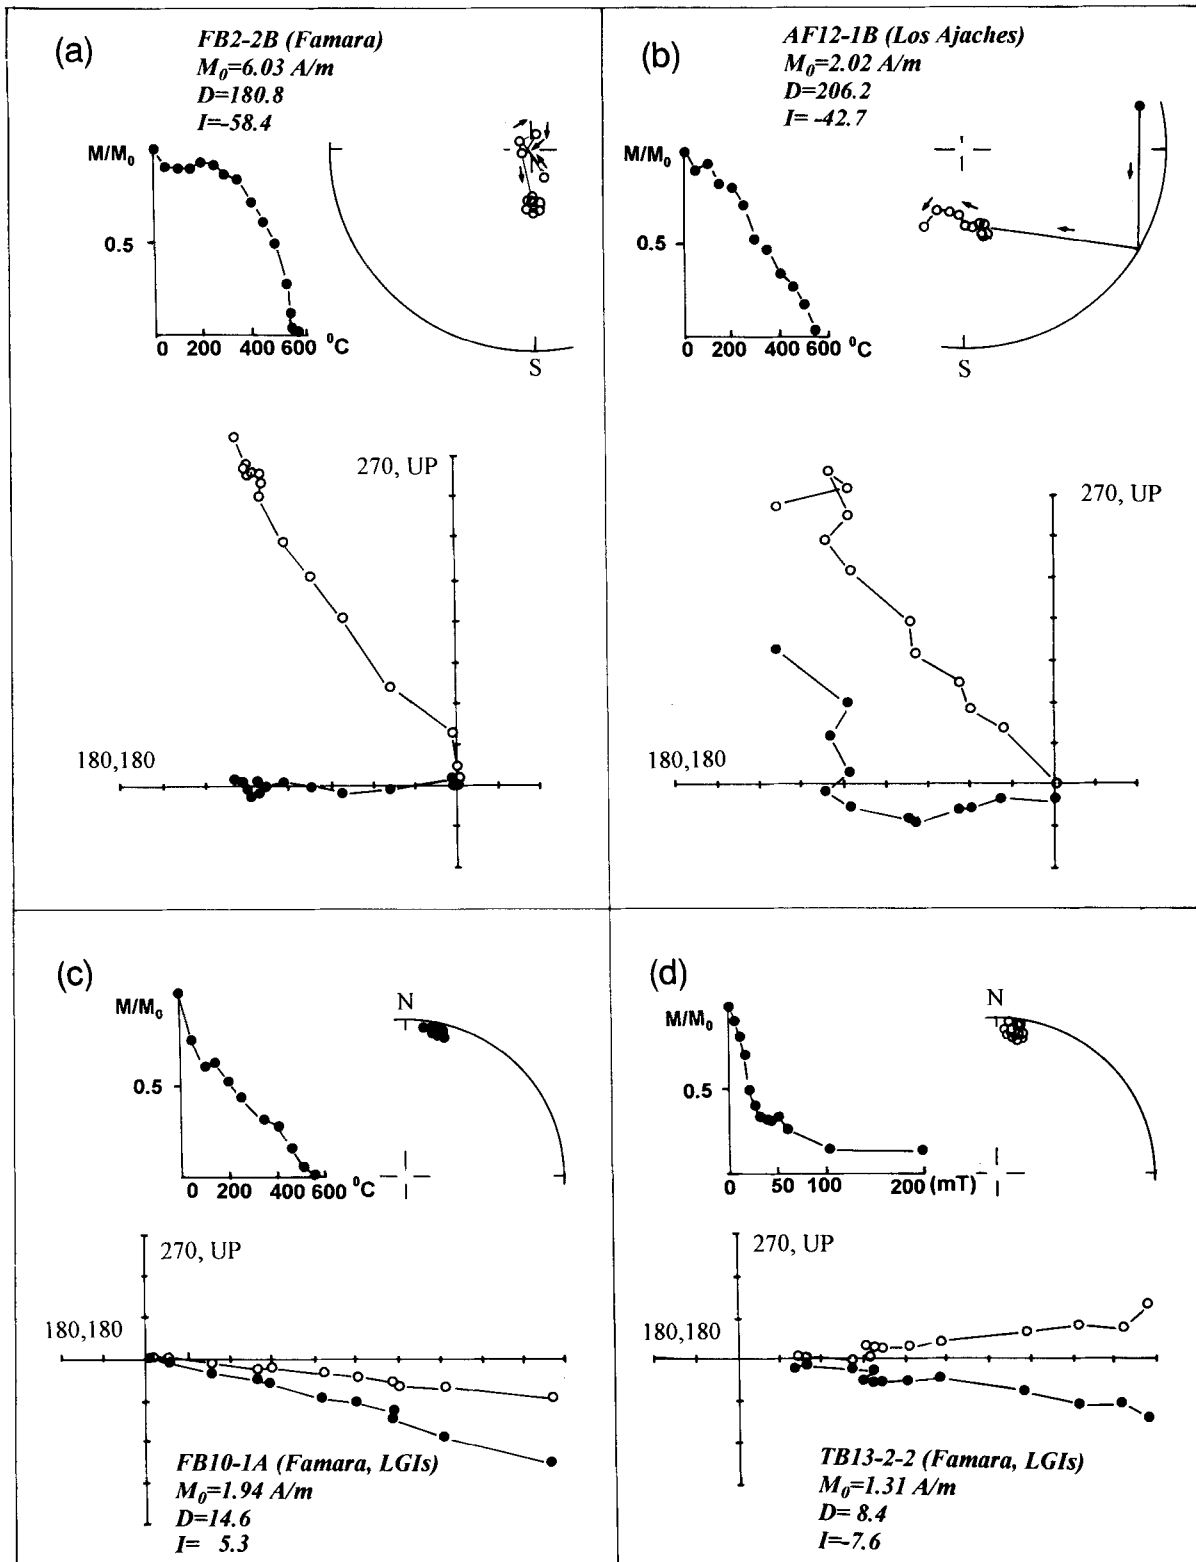 (a)
FB2-2B (Famara)
M0=6.03 A/m
D=180.8
I=-58.4
M/M0
0.5
0 200 400 600 °C
S
270, UP
180,180
(b)
AF12-1B (Los Ajaches)
M0=2.02 A/m
D=206.2
I= -42.7
M/M0
0.5
0 200 400 600 °C
S
270, UP
180,180
(c)
M/M0
0.5
0 200 400 600 °C
N
270, UP
180,180
FB10-1A (Famara, LGIs)
M0=1.94 A/m
D=14.6
I= 5.3
(d)
M/M0
0.5
0 50 100 200 (mT)
N
270, UP
180,180
TB13-2-2 (Famara, LGIs)
M0=1.31 A/m
D= 8.4
I=-7.6